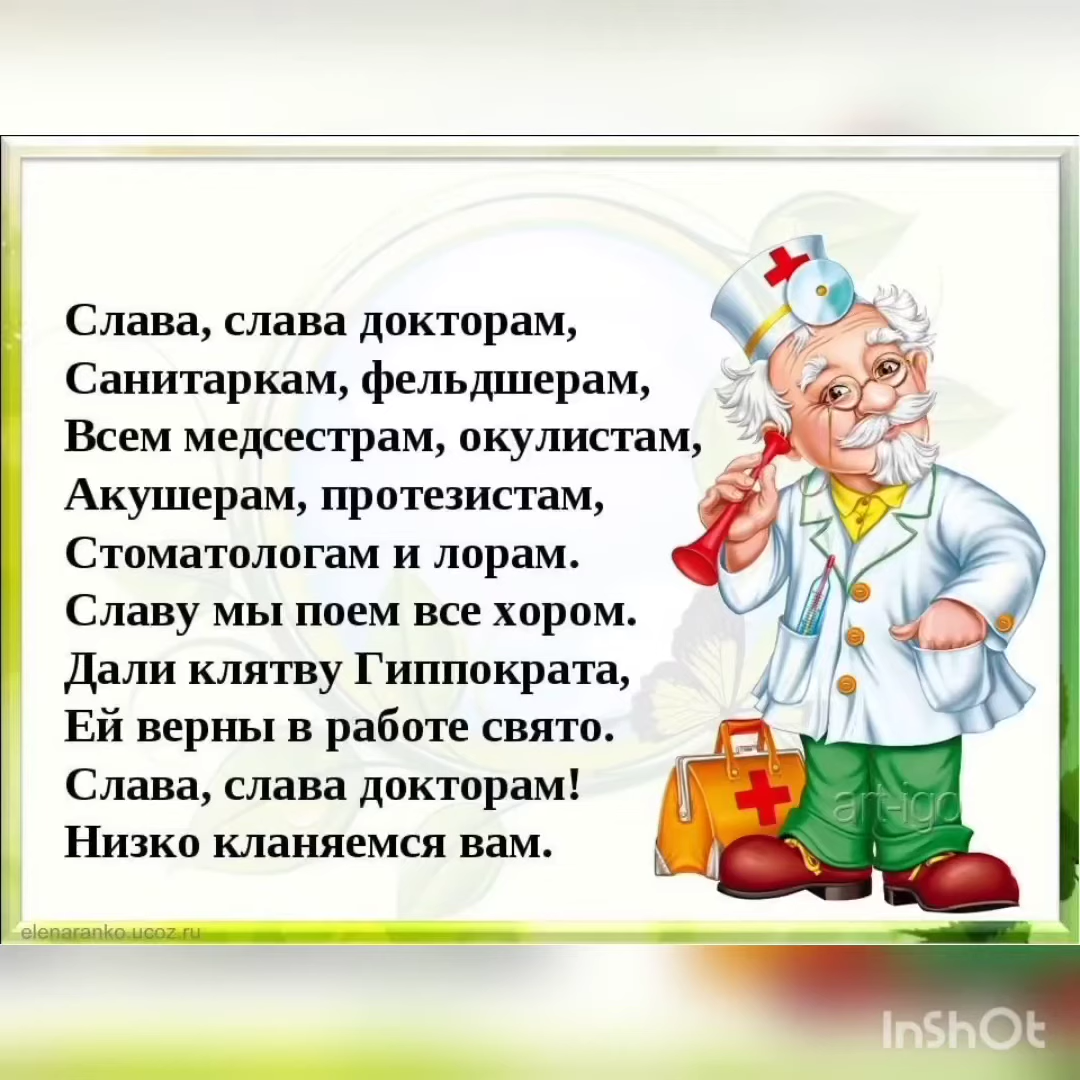 Слава, слава докторам,
Санитаркам, фельдшерам,
Всем медсестрам, окулистам,
Акушерам, протезистам,
Стоматологам и лорам.
Славу мы поем все хором.
Дали клятву Гиппократа,
Ей верны в работе свято.
Слава, слава докторам!
Низко кланяемся вам.
art-igo
elenaranko.ucoz.ru
InShOt